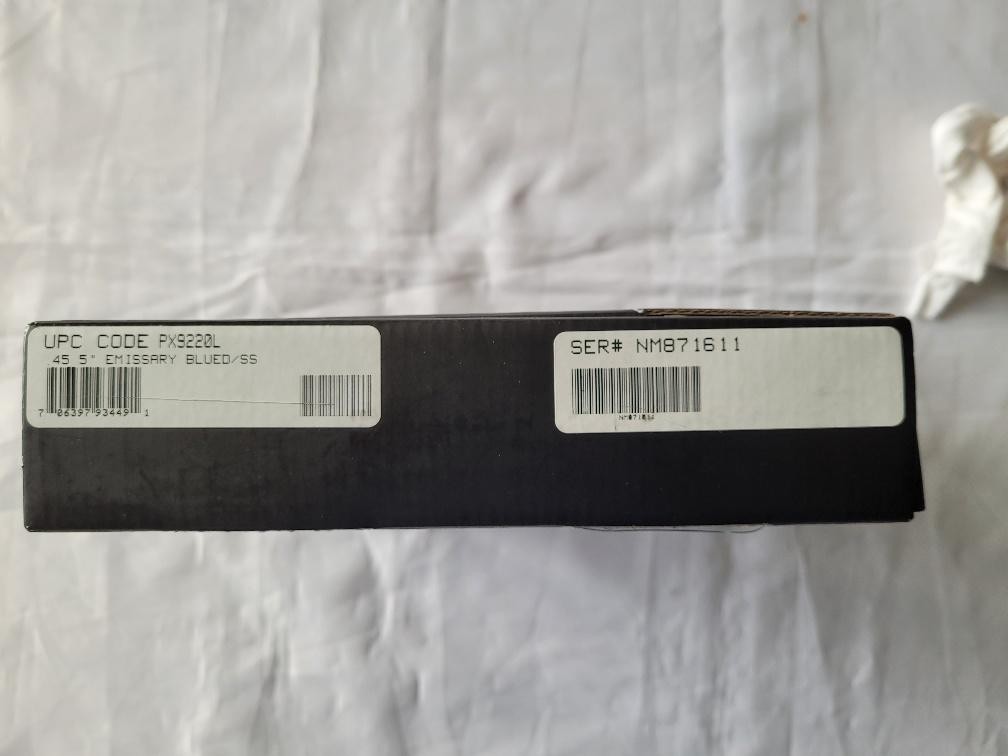 UPC CODE PX9220L
.45 5" EMISSARY BLUED/SS
7 06397 93449 1
SER# NM871611